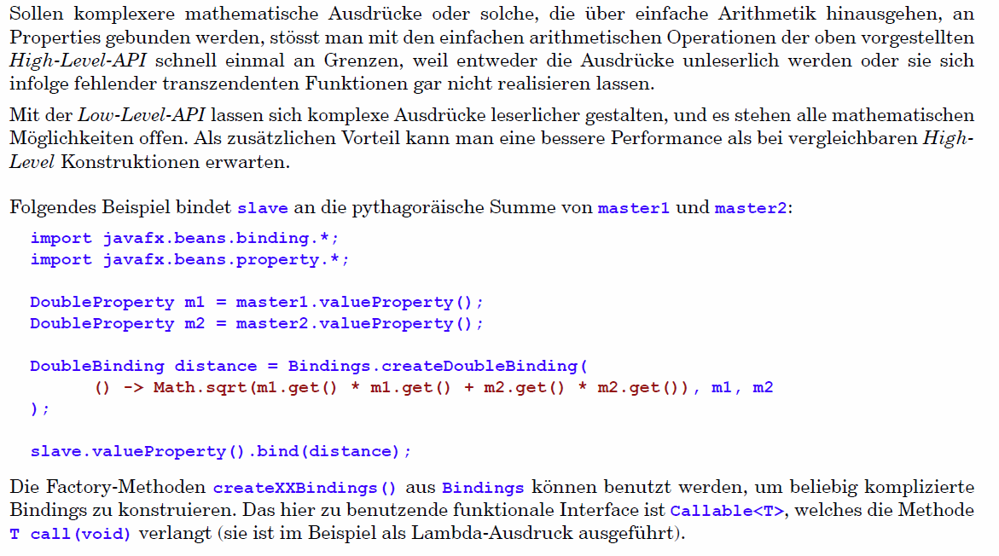 Sollen komplexere mathematische Ausdrücke oder solche, die über einfache Arithmetik hinausgehen, an
Properties gebunden werden, stösst man mit den einfachen arithmetischen Operationen der oben vorgestellten
High-Level-API schnell einmal an Grenzen, weil entweder die Ausdrücke unleserlich werden oder sie sich
infolge fehlender transzendenten Funktionen gar nicht realisieren lassen.
Mit der Low-Level-API lassen sich komplexe Ausdrücke leserlicher gestalten, und es stehen alle mathematischen
Möglichkeiten offen. Als zusätzlichen Vorteil kann man eine bessere Performance als bei vergleichbaren High-
Level Konstruktionen erwarten.
Folgendes Beispiel bindet slave an die pythagoräische Summe von master1 und master2:
import javafx.beans.binding.*;
import javafx.beans.property.*;
DoubleProperty m1 = master1.valueProperty();
DoubleProperty m2 = master2.valueProperty();
DoubleBinding distance = Bindings.createDoubleBinding(
() -> Math.sqrt(m1.get() * m1.get() + m2.get() * m2.get()), m1, m2
);
slave.valueProperty().bind(distance);
Die Factory-Methoden createXXBindings() aus Bindings können benutzt werden, um beliebig komplizierte
Bindings zu konstruieren. Das hier zu benutzende funktionale Interface ist Callable<T>, welches die Methode
T call(void) verlangt (sie ist im Beispiel als Lambda-Ausdruck ausgeführt).